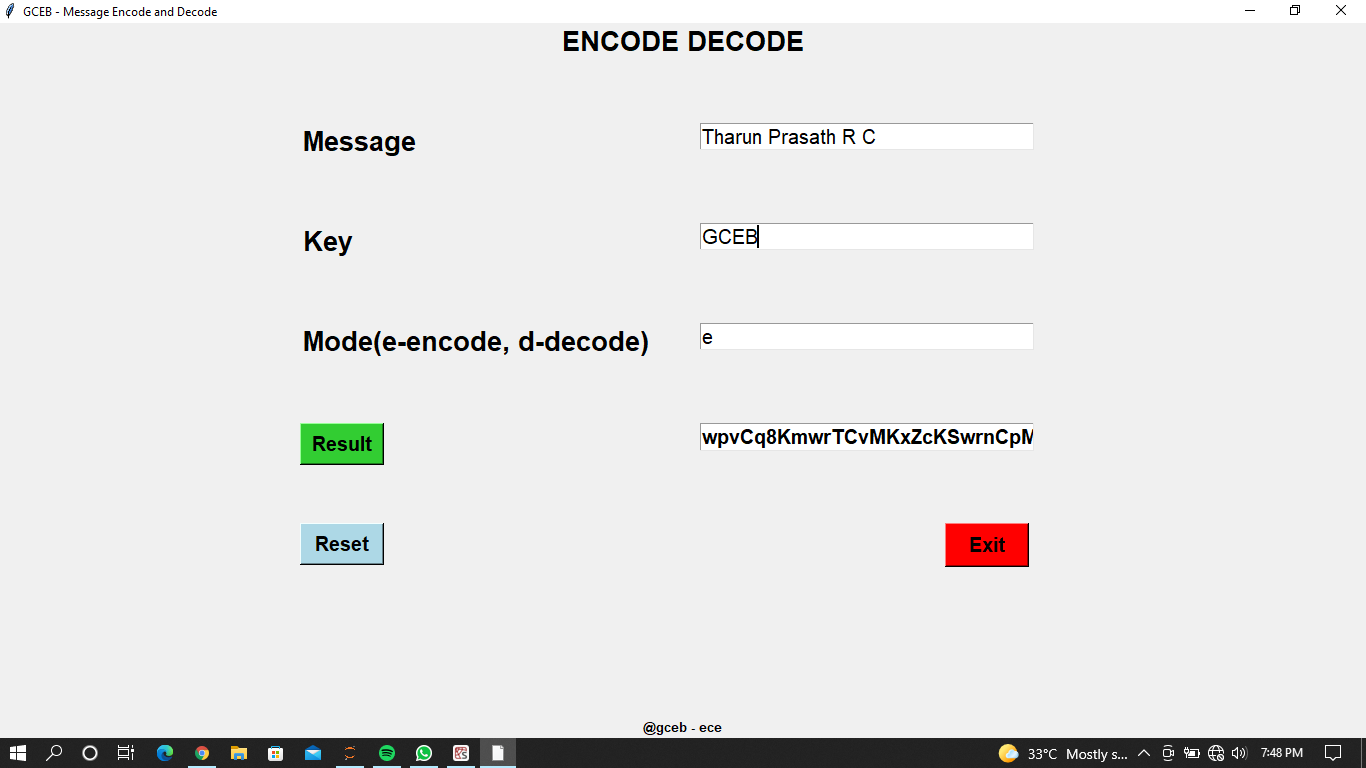 GCEB - Message Encode and Decode
ENCODE DECODE
Message Tharun Prasath R C
Key GCEB
Mode(e-encode, d-decode) e
Result wpvCq8KmwrTCvMKxZcKSwrnCpM
Reset Exit
@gceb - ece
33°C Mostly s... 7:48 PM